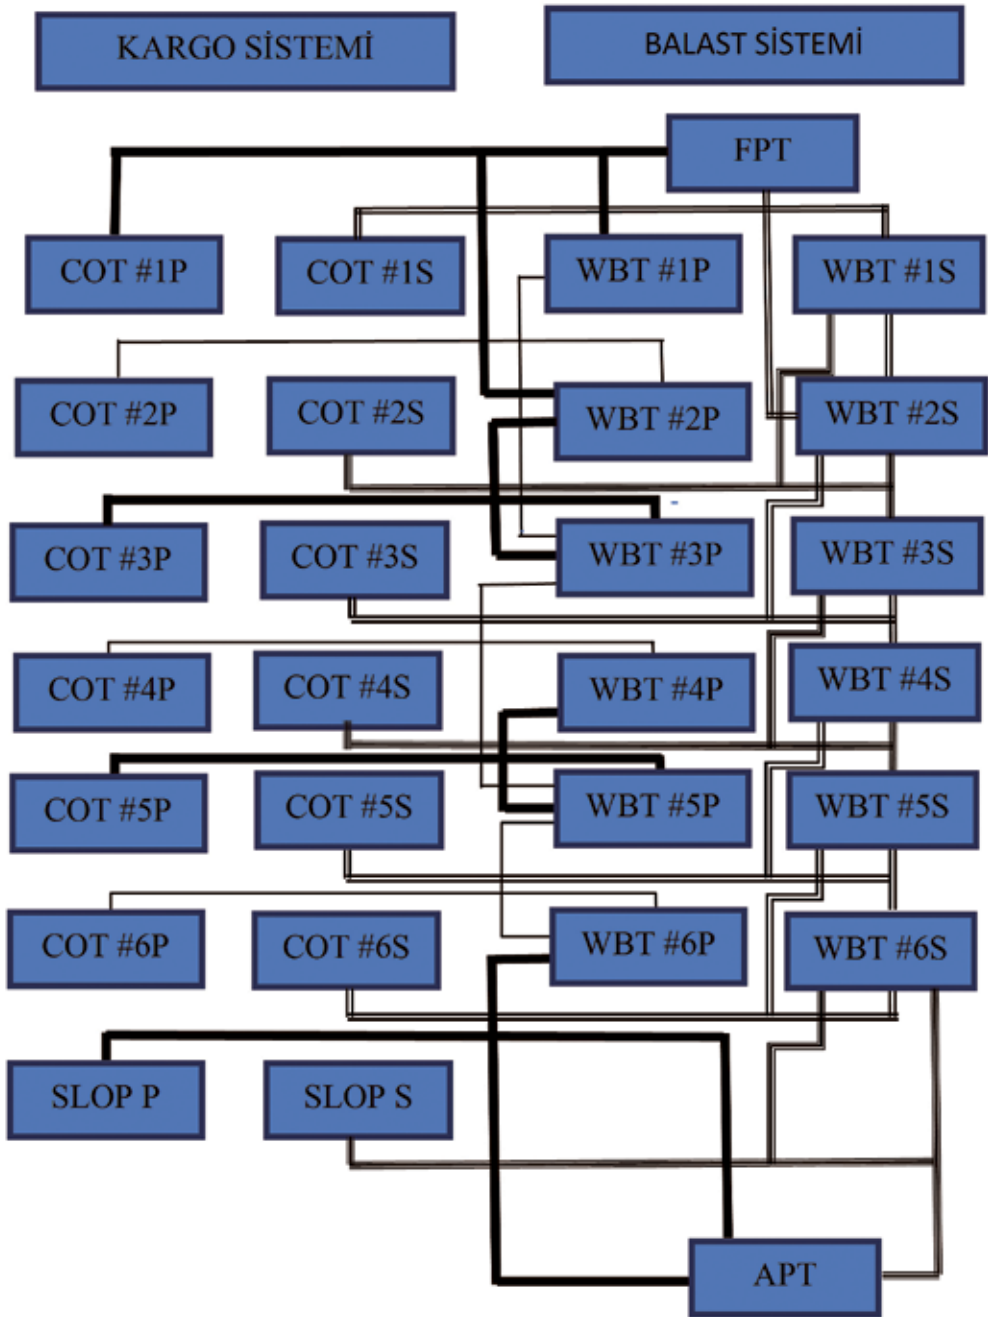 KARGO SİSTEMİ
BALAST SİSTEMİ
FPT
COT #1P
COT #1S
WBT #1P
WBT #1S
COT #2P
COT #2S
WBT #2P
WBT #2S
COT #3P
COT #3S
WBT #3P
WBT #3S
COT #4P
COT #4S
WBT #4P
WBT #4S
COT #5P
COT #5S
WBT #5P
WBT #5S
COT #6P
COT #6S
WBT #6P
WBT #6S
SLOP P
SLOP S
APT